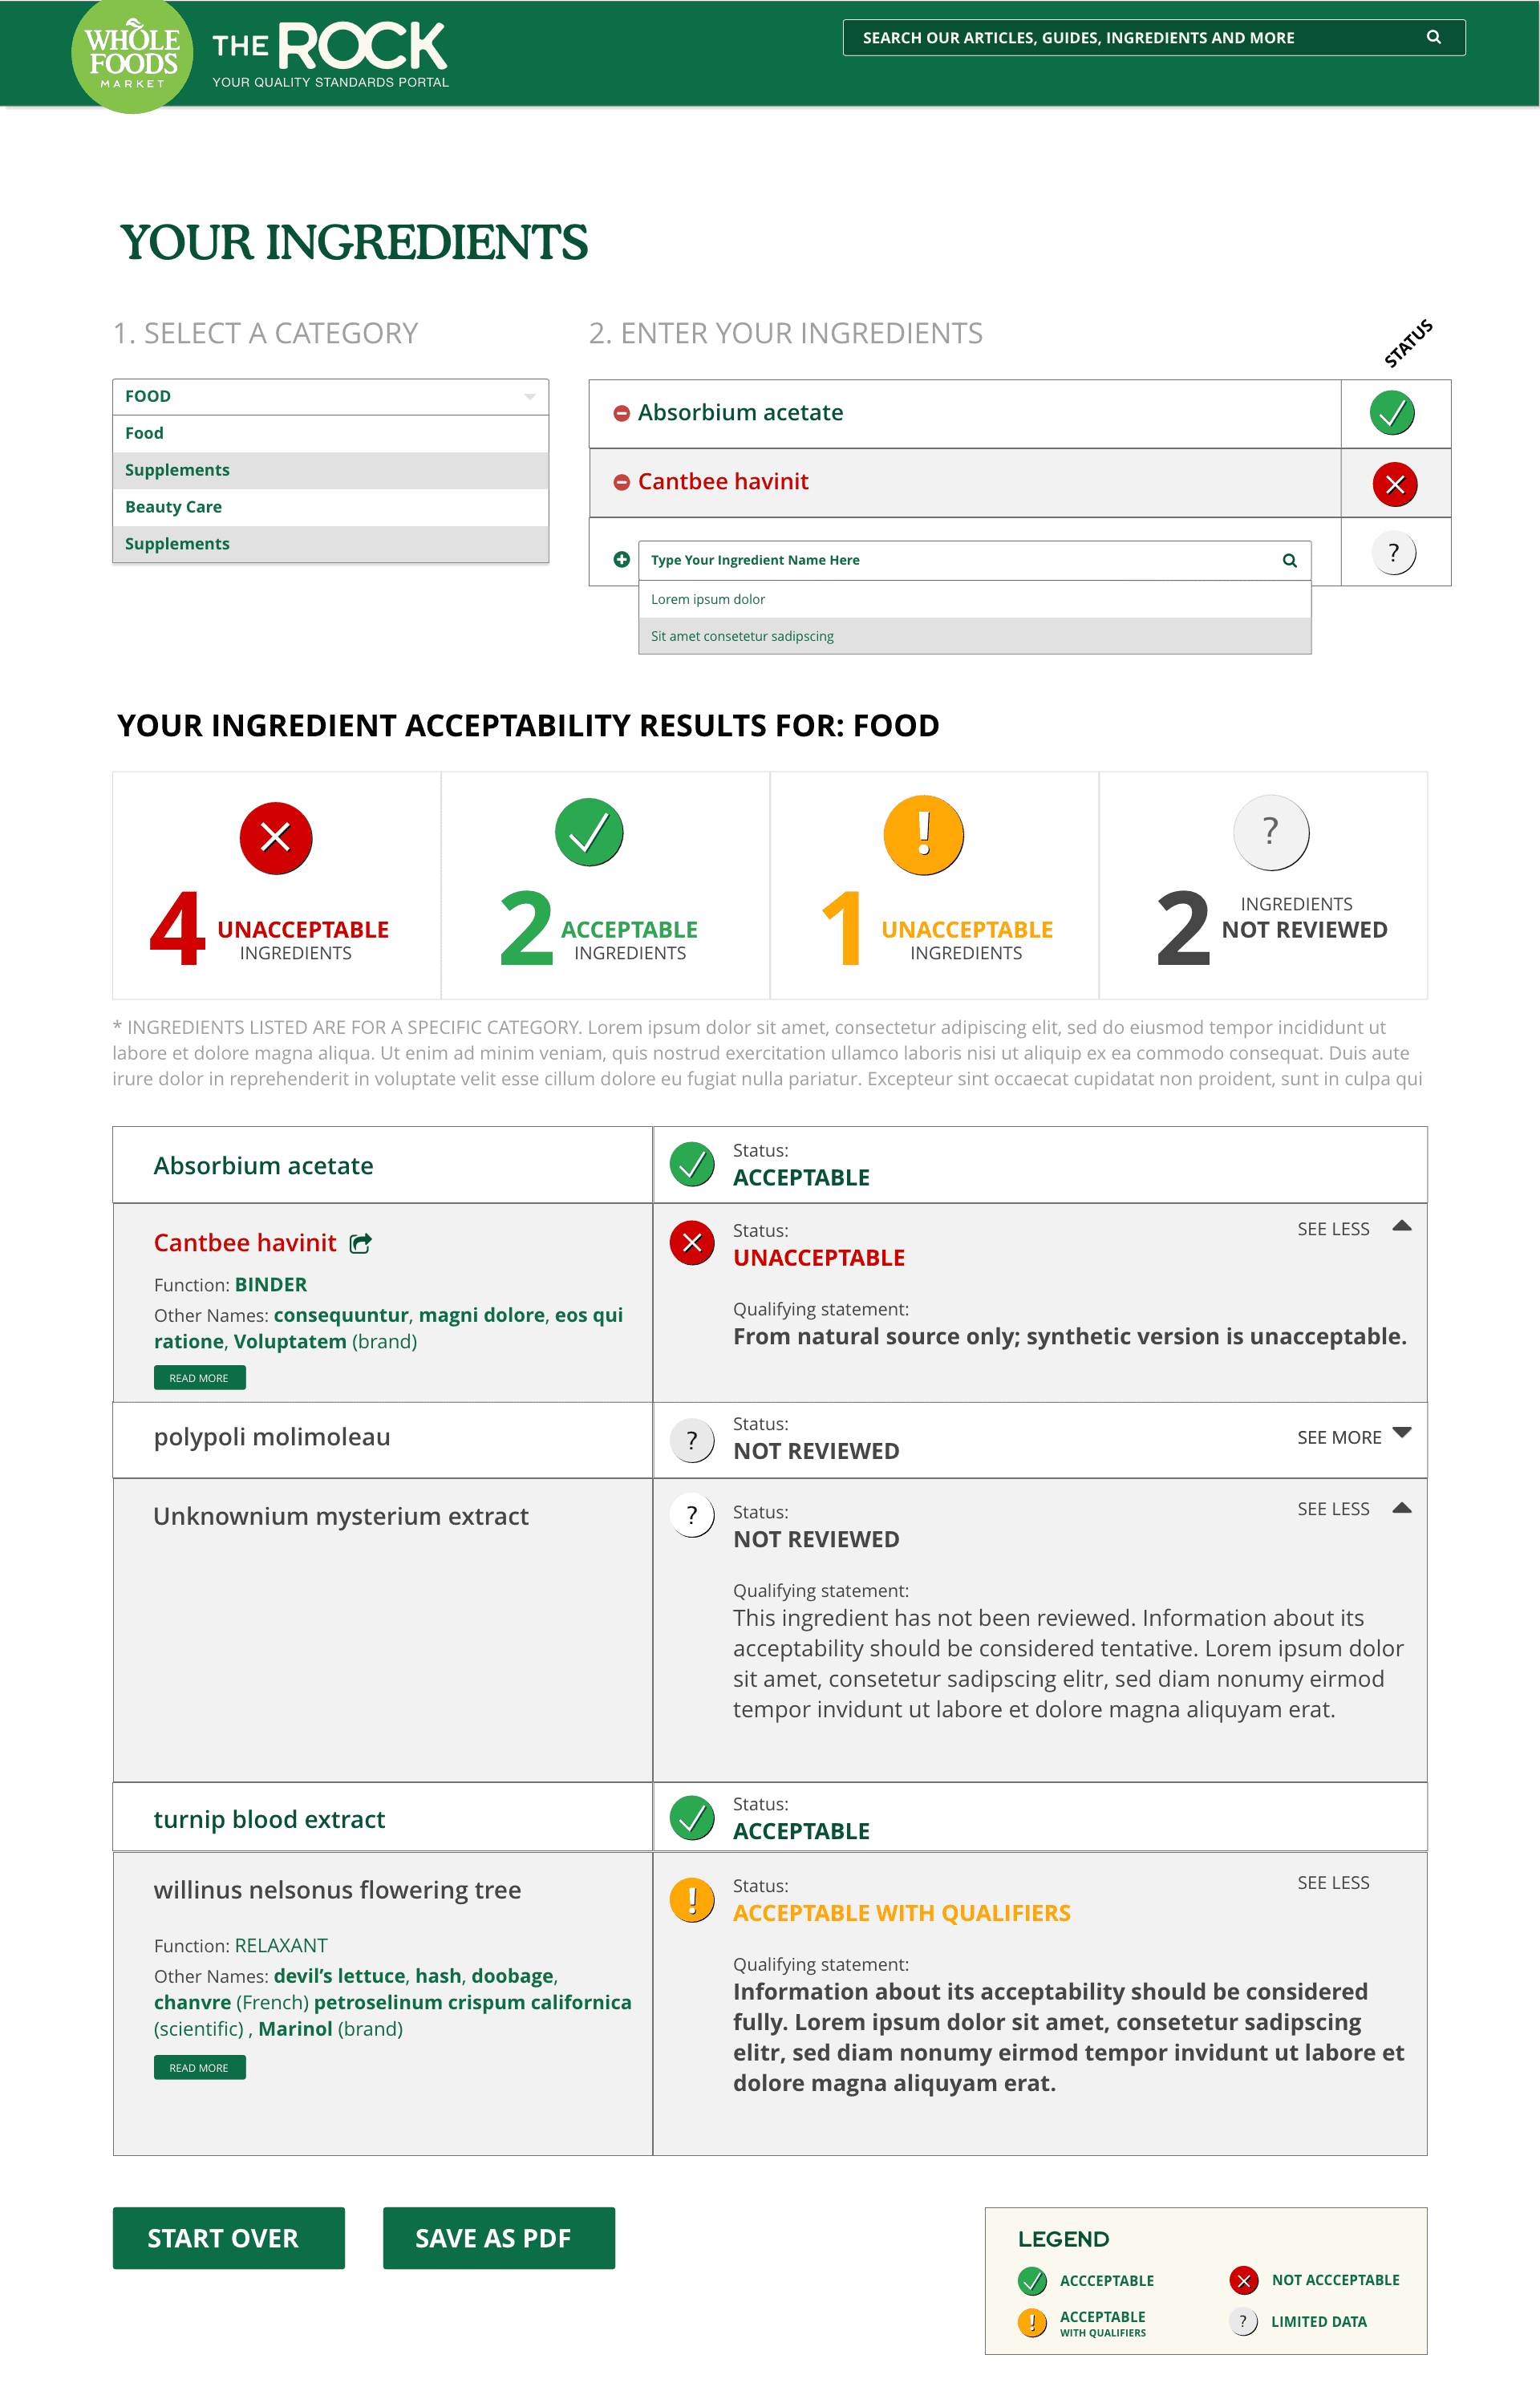 WHOLE
FOODS
MARKET
THE ROCK
YOUR QUALITY STANDARDS PORTAL
SEARCH OUR ARTICLES, GUIDES, INGREDIENTS AND MORE
YOUR INGREDIENTS
1. SELECT A CATEGORY
FOOD
Food
Supplements
Beauty Care
Supplements
2. ENTER YOUR INGREDIENTS
STATUS
Absorbium acetate
Cantbee havinit
?
Type Your Ingredient Name Here
Lorem ipsum dolor
Sit amet consetetur sadipscing
YOUR INGREDIENT ACCEPTABILITY RESULTS FOR: FOOD
4 UNACCEPTABLE
INGREDIENTS
2 ACCEPTABLE
INGREDIENTS
!
1 UNACCEPTABLE
INGREDIENTS
?
2 INGREDIENTS
NOT REVIEWED
* INGREDIENTS LISTED ARE FOR A SPECIFIC CATEGORY. Lorem ipsum dolor sit amet, consectetur adipiscing elit, sed do eiusmod tempor incididunt ut
labore et dolore magna aliqua. Ut enim ad minim veniam, quis nostrud exercitation ullamco laboris nisi ut aliquip ex ea commodo consequat. Duis aute
irure dolor in reprehenderit in voluptate velit esse cillum dolore eu fugiat nulla pariatur. Excepteur sint occaecat cupidatat non proident, sunt in culpa qui
Absorbium acetate
Status:
ACCEPTABLE
Cantbee havinit
Function: BINDER
Other Names: consequuntur, magni dolore, eos qui
ratione, Voluptatem (brand)
READ MORE
Status:
UNACCEPTABLE
SEE LESS
Qualifying statement:
From natural source only; synthetic version is unacceptable.
polypoli molimoleau
?
Status:
NOT REVIEWED
SEE MORE
Unknownium mysterium extract
?
Status:
NOT REVIEWED
SEE LESS
Qualifying statement:
This ingredient has not been reviewed. Information about its
acceptability should be considered tentative. Lorem ipsum dolor
sit amet, consetetur sadipscing elitr, sed diam nonumy eirmod
tempor invidunt ut labore et dolore magna aliquyam erat.
turnip blood extract
Status:
ACCEPTABLE
willinus nelsonus flowering tree
Function: RELAXANT
Other Names: devil’s lettuce, hash, doobage,
chanvre (French) petroselinum crispum californica
(scientific) , Marinol (brand)
READ MORE
!
Status:
ACCEPTABLE WITH QUALIFIERS
SEE LESS
Qualifying statement:
Information about its acceptability should be considered
fully. Lorem ipsum dolor sit amet, consetetur sadipscing
elitr, sed diam nonumy eirmod tempor invidunt ut labore et
dolore magna aliquyam erat.
START OVER
SAVE AS PDF
LEGEND
ACCCEPTABLE
NOT ACCCEPTABLE
!
ACCEPTABLE
WITH QUALIFIERS
?
LIMITED DATA